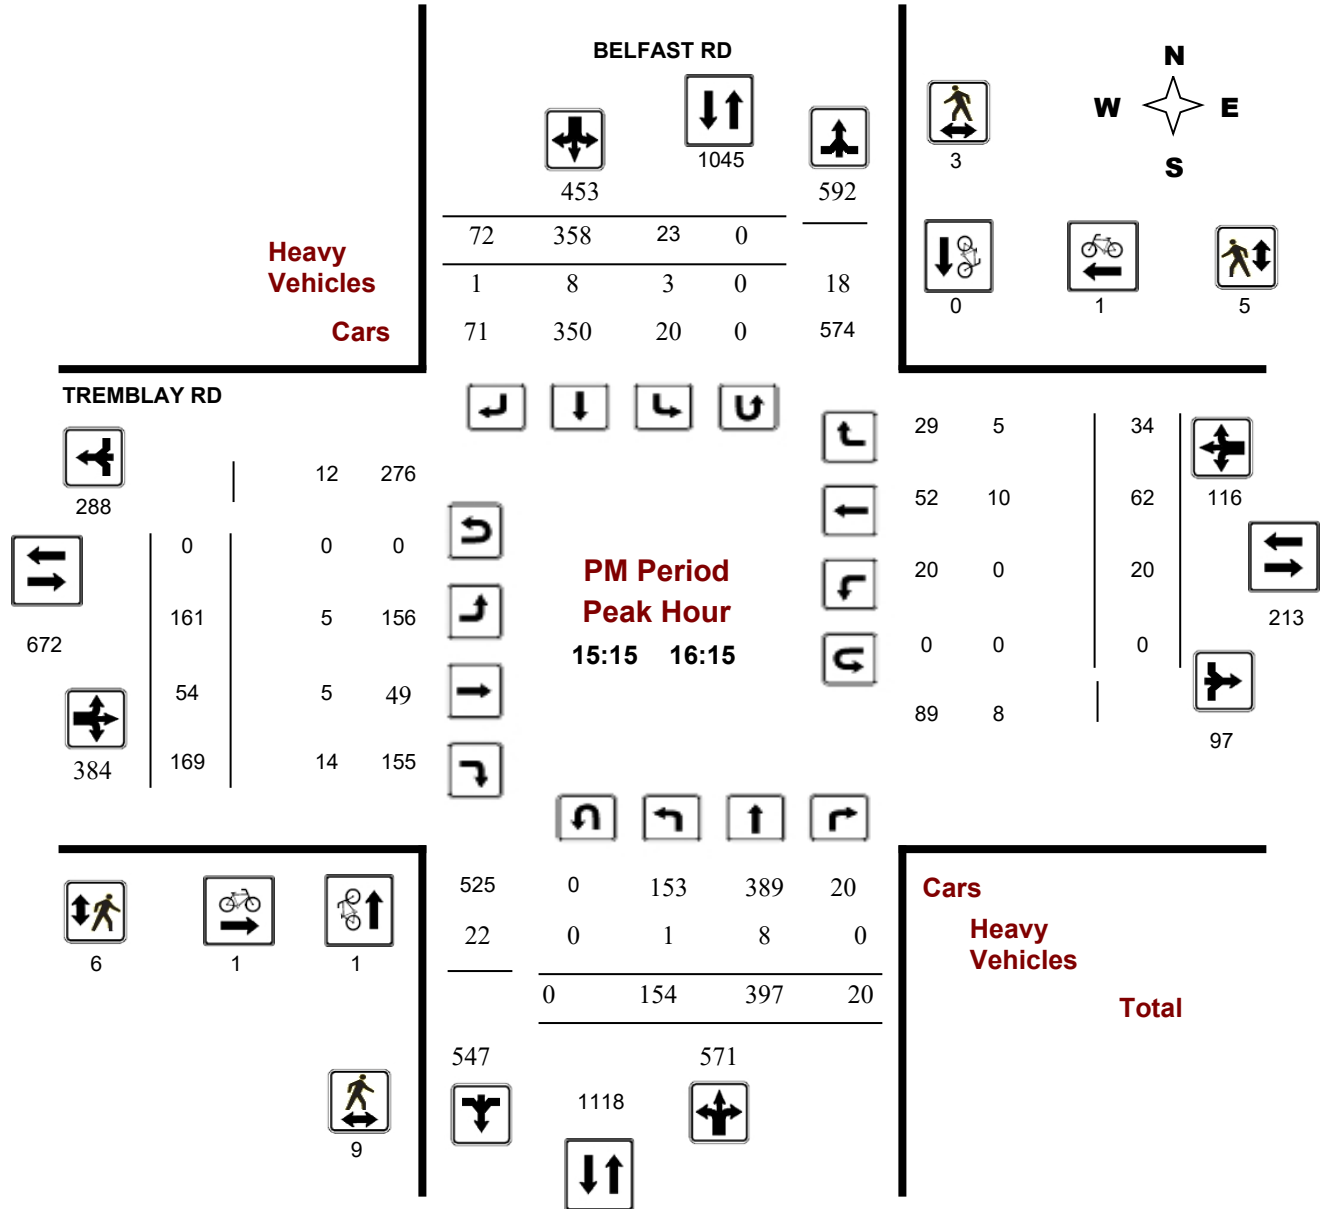 BELFAST RD
N
W E
S
1045
3
453 592
72 358 23 0
Heavy
Vehicles
1 8 3 0 18
0 1 5
Cars 71 350 20 0 574
TREMBLAY RD
29 5 34
12 276
288
52 10 62 116
0 0 0
PM Period
20 0 20
Peak Hour
161 5 156
213
672
15:15 16:15
0 0 0
54 5 49
89 8
97
384 169 14 155
525 0 153 389 20 Cars
22 0 1 8 0 Heavy
Vehicles
6 1 1
0 154 397 20 Total
547 571
1118
9